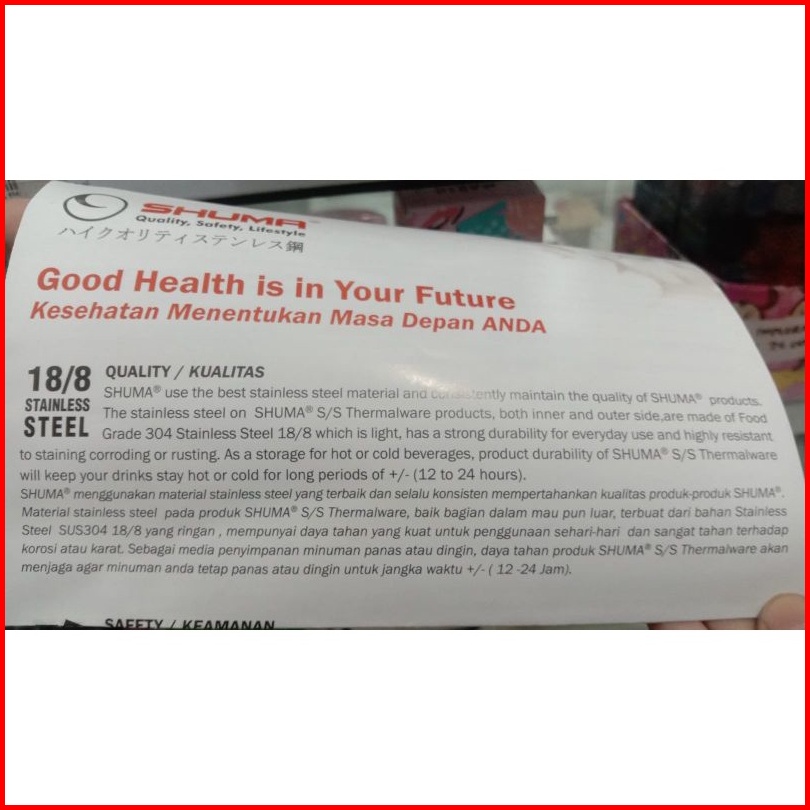 SHUMA
Quality, Safety, Lifestyle
ハイクオリティステンレス鋼
Good Health is in Your Future
Kesehatan Menentukan Masa Depan ANDA
18/8
STAINLESS
STEEL
QUALITY / KUALITAS
SHUMA® use the best stainless steel material and consistently maintain the quality of SHUMA® products.
The stainless steel on SHUMA® S/S Thermalware products, both inner and outer side,are made of Food
Grade 304 Stainless Steel 18/8 which is light, has a strong durability for everyday use and highly resistant
to staining corroding or rusting. As a storage for hot or cold beverages, product durability of SHUMA® S/S Thermalware
will keep your drinks stay hot or cold for long periods of +/- (12 to 24 hours).
SHUMA® menggunakan material stainless steel yang terbaik dan selalu konsisten mempertahankan kualitas produk-produk SHUMA®.
Material stainless steel pada produk SHUMA® S/S Thermalware, baik bagian dalam mau pun luar, terbuat dari bahan Stainless
Steel SUS304 18/8 yang ringan , mempunyai daya tahan yang kuat untuk penggunaan sehari-hari dan sangat tahan terhadap
korosi atau karat. Sebagai media penyimpanan minuman panas atau dingin, daya tahan produk SHUMA® S/S Thermalware akan
menjaga agar minuman anda tetap panas atau dingin untuk jangka waktu +/- ( 12 -24 Jam).
SAFETY / KEAMANAN